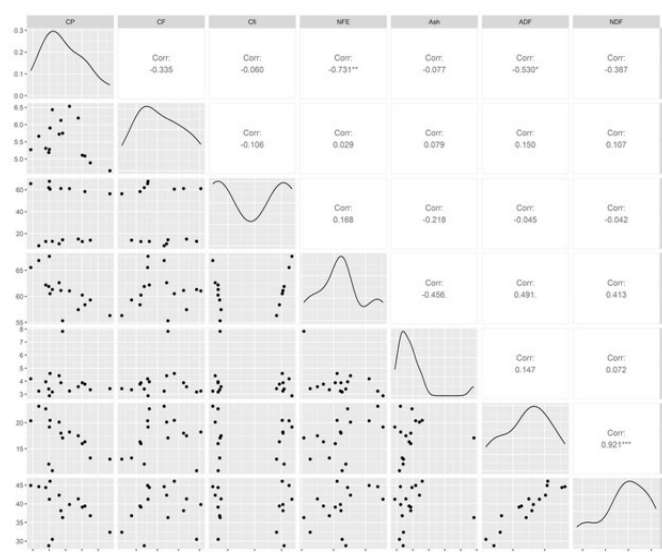 CP CF Cfi NFE Ash ADF NDF
0.3
0.2
0.1
0.0
Corr: -0.335
Corr: -0.060
Corr: -0.731**
Corr: -0.077
Corr: -0.530*
Corr: -0.387
6.5
6.0
5.5
5.0
Corr: -0.106
Corr: 0.029
Corr: 0.079
Corr: 0.150
Corr: 0.107
60
40
20
Corr: 0.168
Corr: -0.218
Corr: -0.045
Corr: -0.042
65
60
55
Corr: -0.456.
Corr: 0.491.
Corr: 0.413
8
7
6
5
4
3
Corr: 0.147
Corr: 0.072
20
15
Corr: 0.921***
45
40
35
30